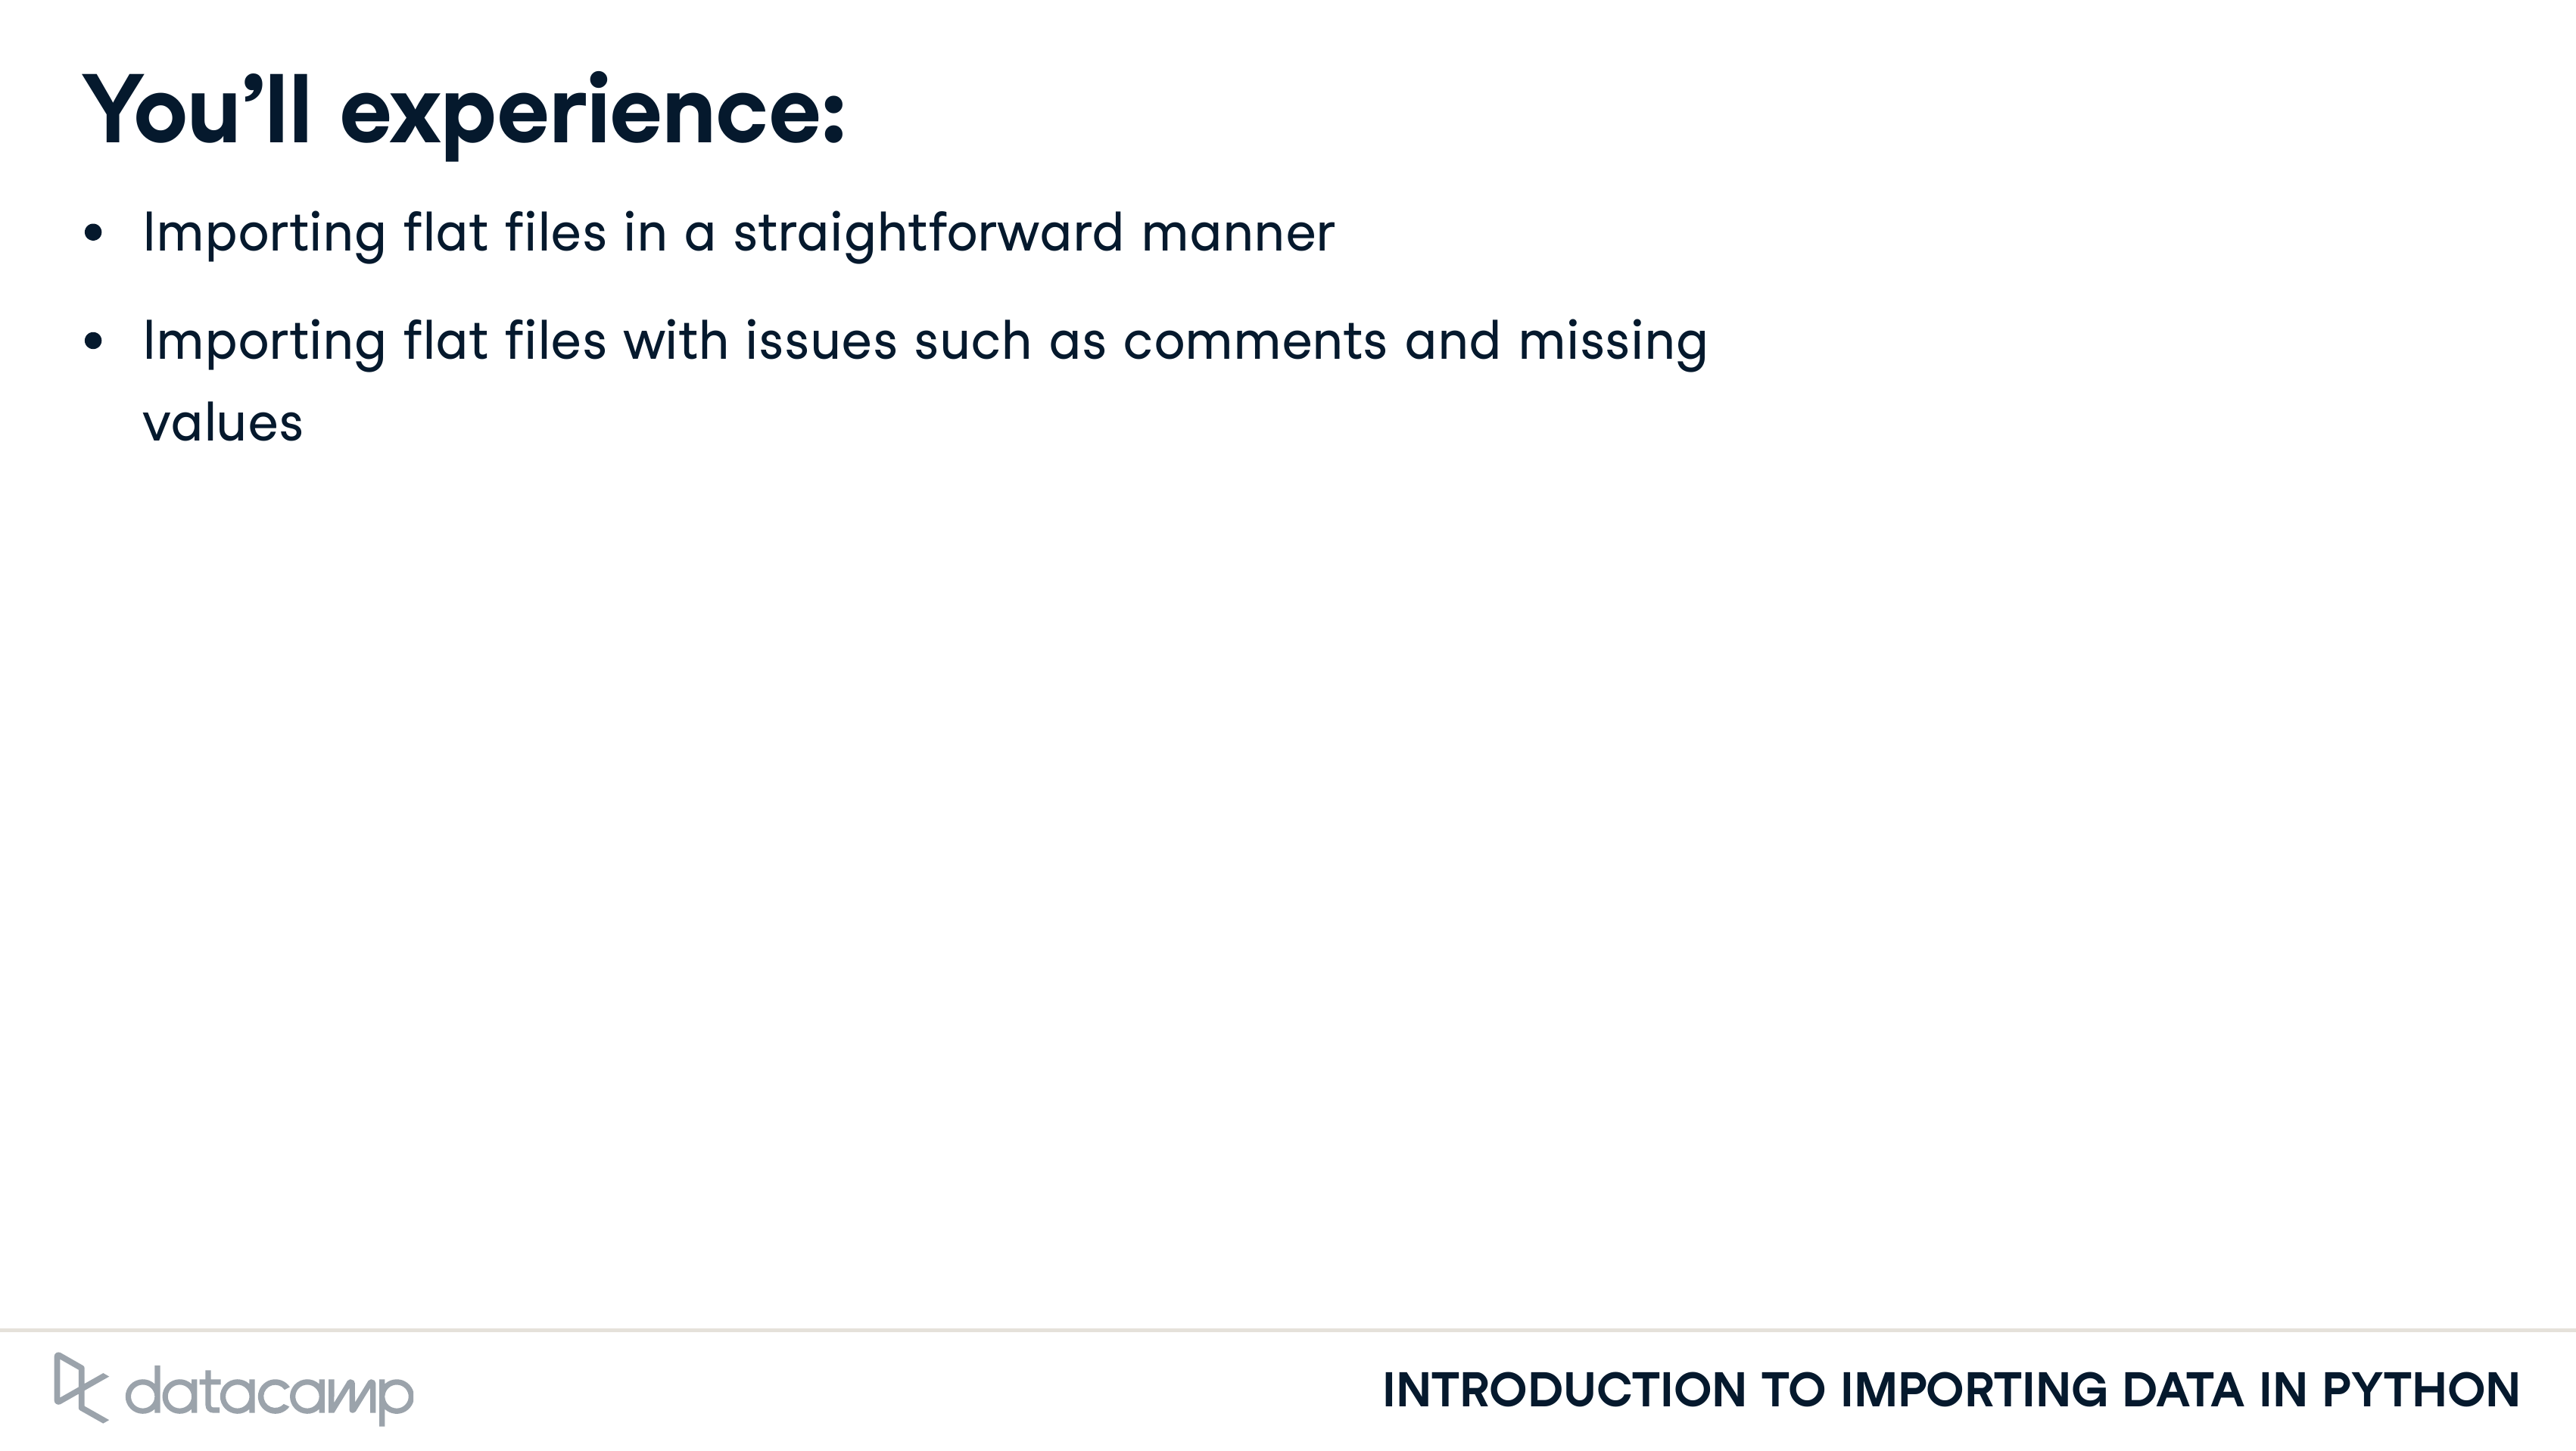 You’ll experience:
• Importing flat files in a straightforward manner
• Importing flat files with issues such as comments and missing
values
datacamp
INTRODUCTION TO IMPORTING DATA IN PYTHON